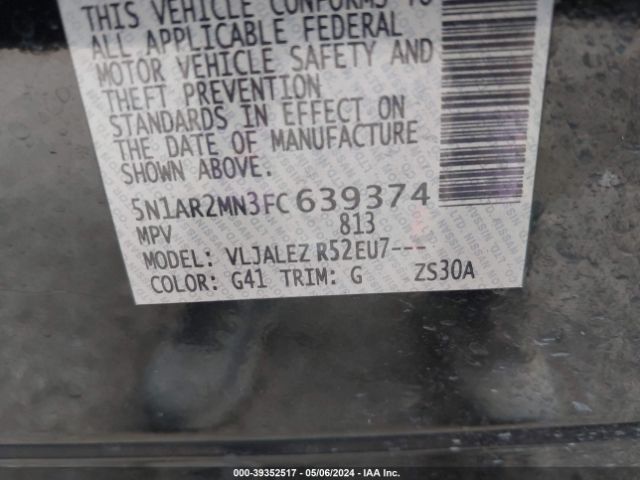 THIS VEHICLE CONFORMS TO
ALL APPLICABLE FEDERAL
MOTOR VEHICLE SAFETY AND
THEFT PREVENTION
STANDARDS IN EFFECT ON
THE DATE OF MANUFACTURE
SHOWN ABOVE.
5N1AR2MN3FC639374
MPV 813
MODEL: VLJALEZ R52EU7---
COLOR: G41 TRIM: G ZS30A
000-39352517 - 05/06/2024 - IAA Inc.